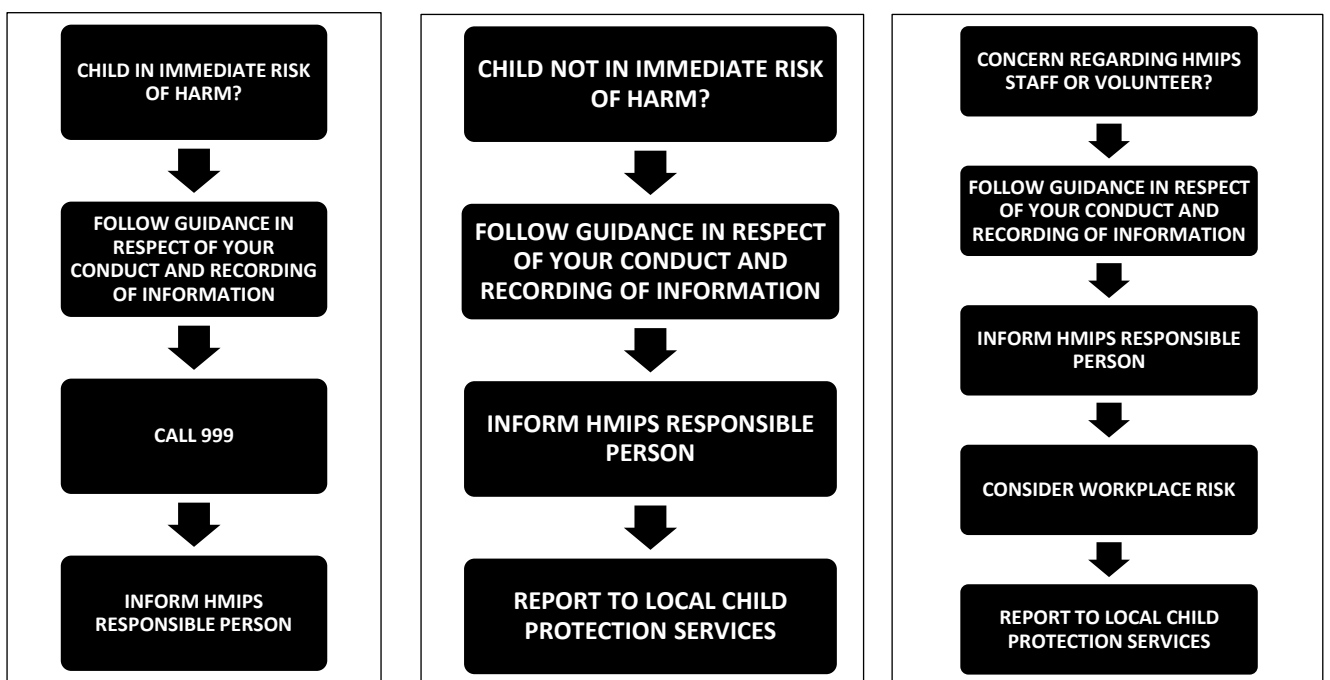 CHILD IN IMMEDIATE RISK
OF HARM?
FOLLOW GUIDANCE IN
RESPECT OF YOUR
CONDUCT AND RECORDING
OF INFORMATION
CALL 999
INFORM HMIPS
RESPONSIBLE PERSON
CHILD NOT IN IMMEDIATE RISK
OF HARM?
FOLLOW GUIDANCE IN RESPECT
OF YOUR CONDUCT AND
RECORDING OF INFORMATION
INFORM HMIPS RESPONSIBLE
PERSON
REPORT TO LOCAL CHILD
PROTECTION SERVICES
CONCERN REGARDING HMIPS
STAFF OR VOLUNTEER?
FOLLOW GUIDANCE IN RESPECT
OF YOUR CONDUCT AND
RECORDING OF INFORMATION
INFORM HMIPS RESPONSIBLE
PERSON
CONSIDER WORKPLACE RISK
REPORT TO LOCAL CHILD
PROTECTION SERVICES